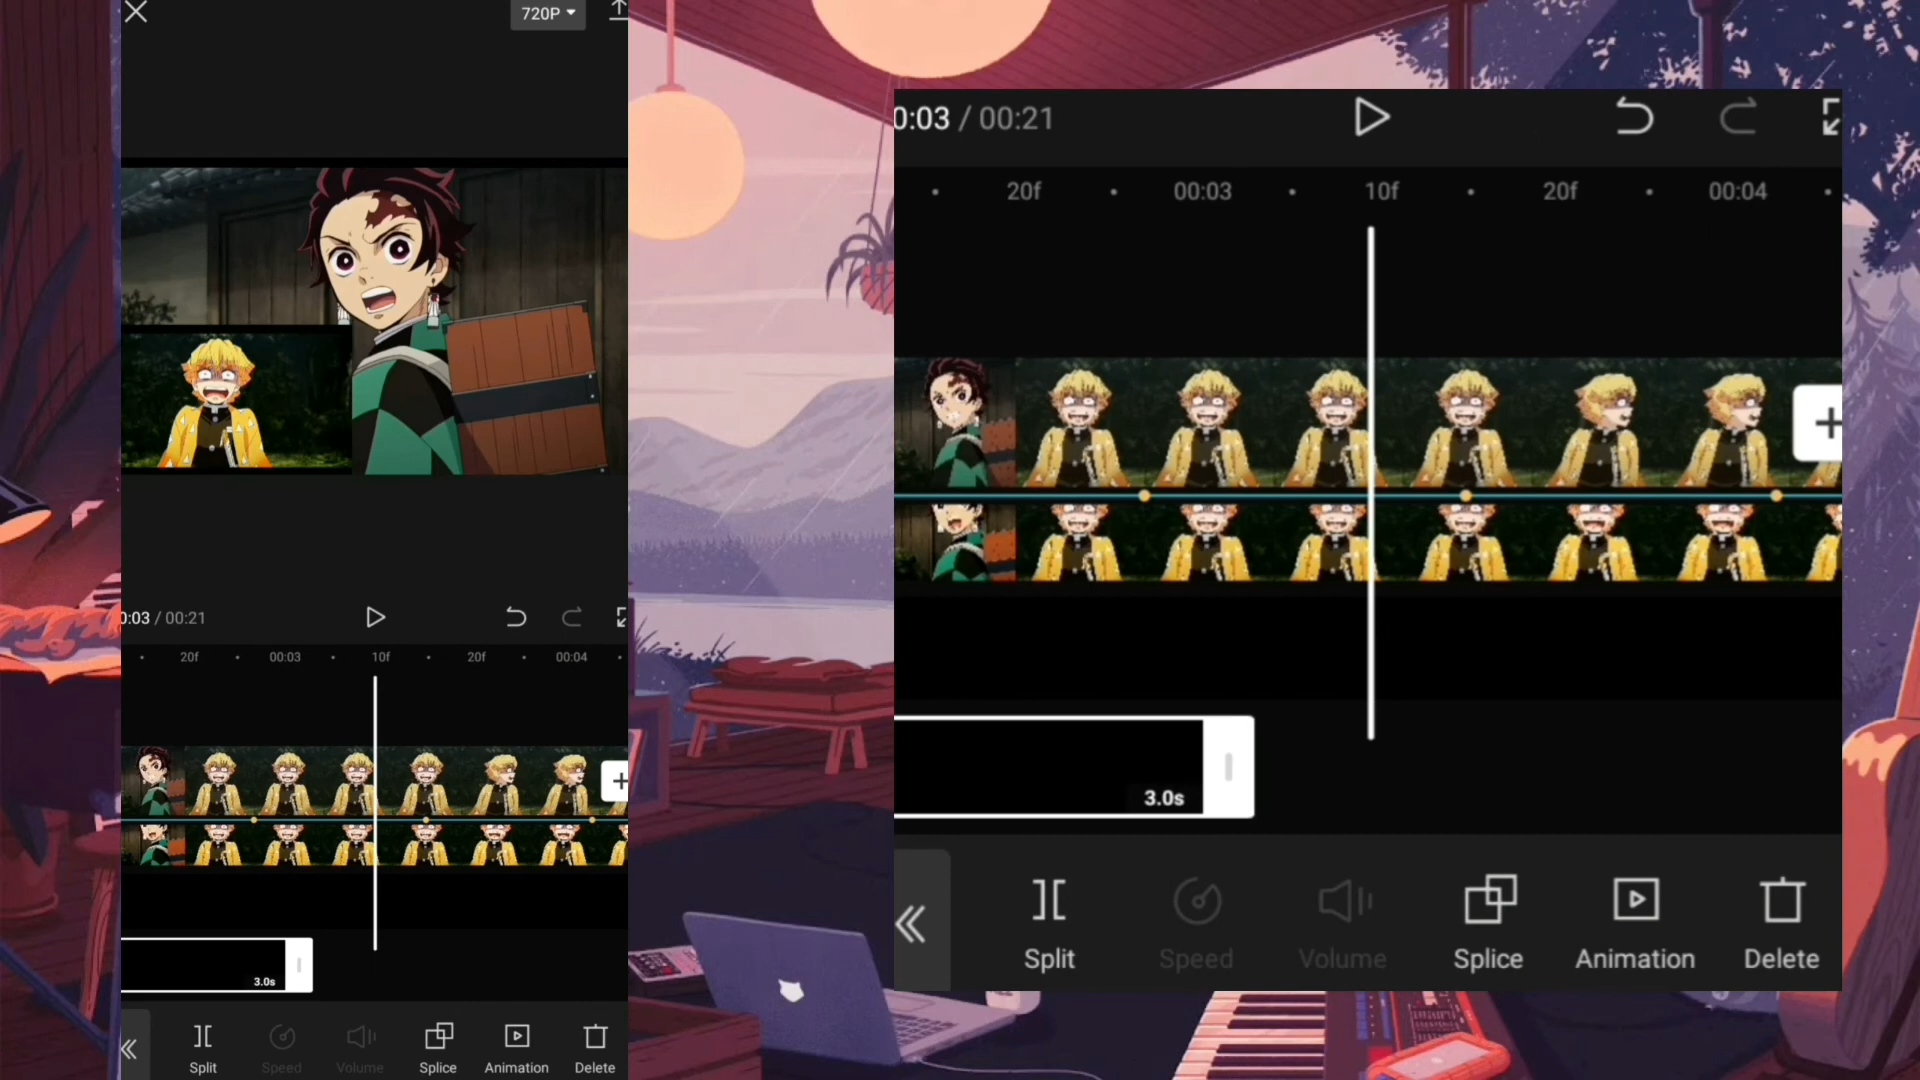 720P
0:03 / 00:21
20f 00:03 10f 20f 00:04
3.0s
Split Speed Volume Splice Animation Delete
0:03 / 00:21
20f 00:03 10f 20f 00:04
3.0s
Split Speed Volume Splice Animation Delete